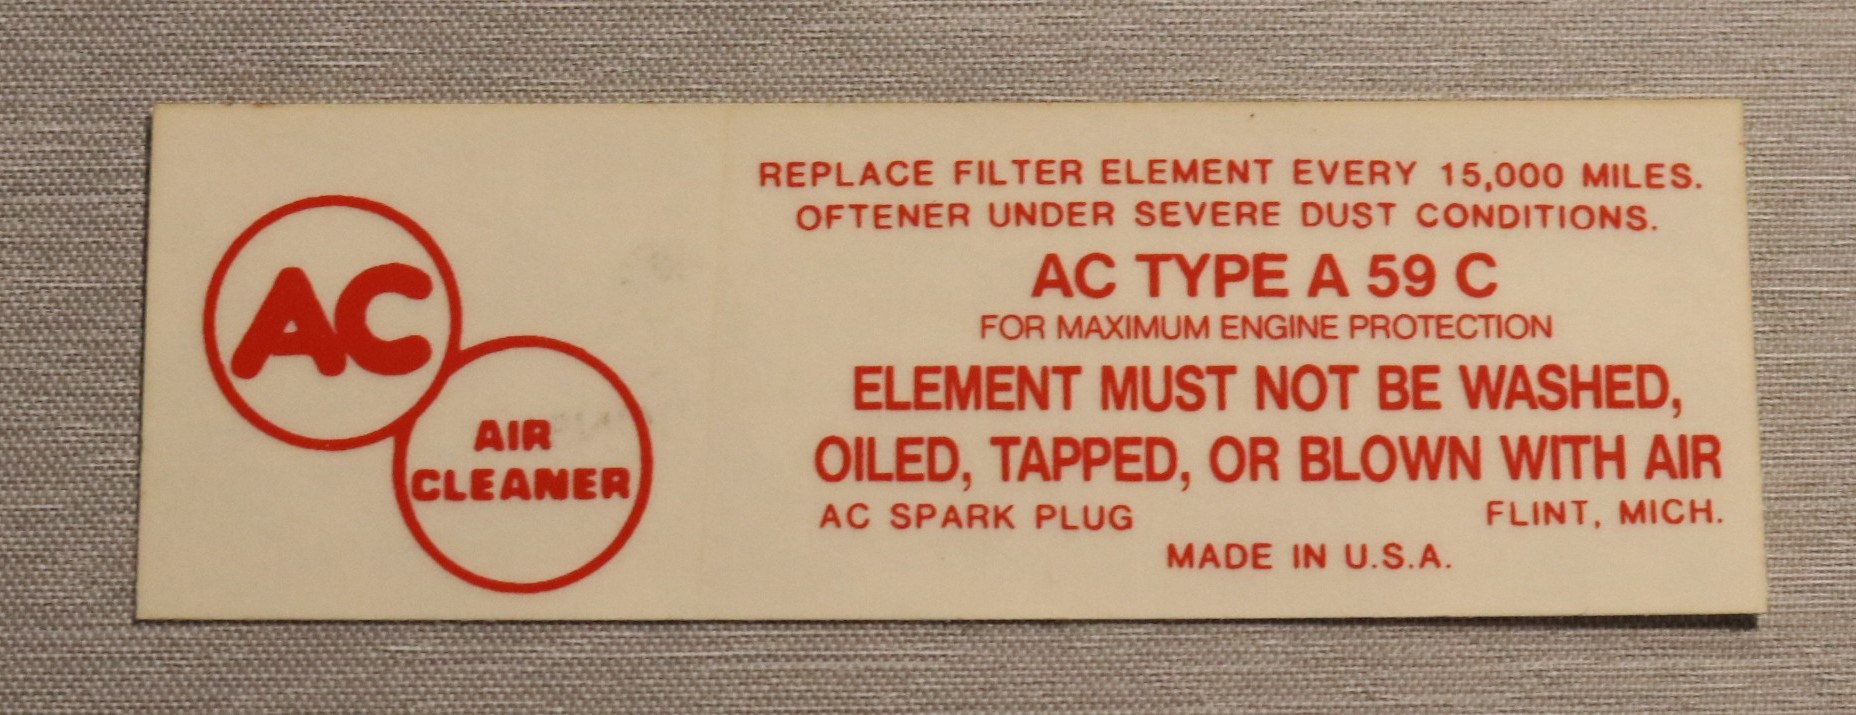 AC
AIR
CLEANER
REPLACE FILTER ELEMENT EVERY 15,000 MILES.
OFTENER UNDER SEVERE DUST CONDITIONS.
AC TYPE A 59 C
FOR MAXIMUM ENGINE PROTECTION
ELEMENT MUST NOT BE WASHED,
OILED, TAPPED, OR BLOWN WITH AIR
AC SPARK PLUG FLINT, MICH.
MADE IN U.S.A.